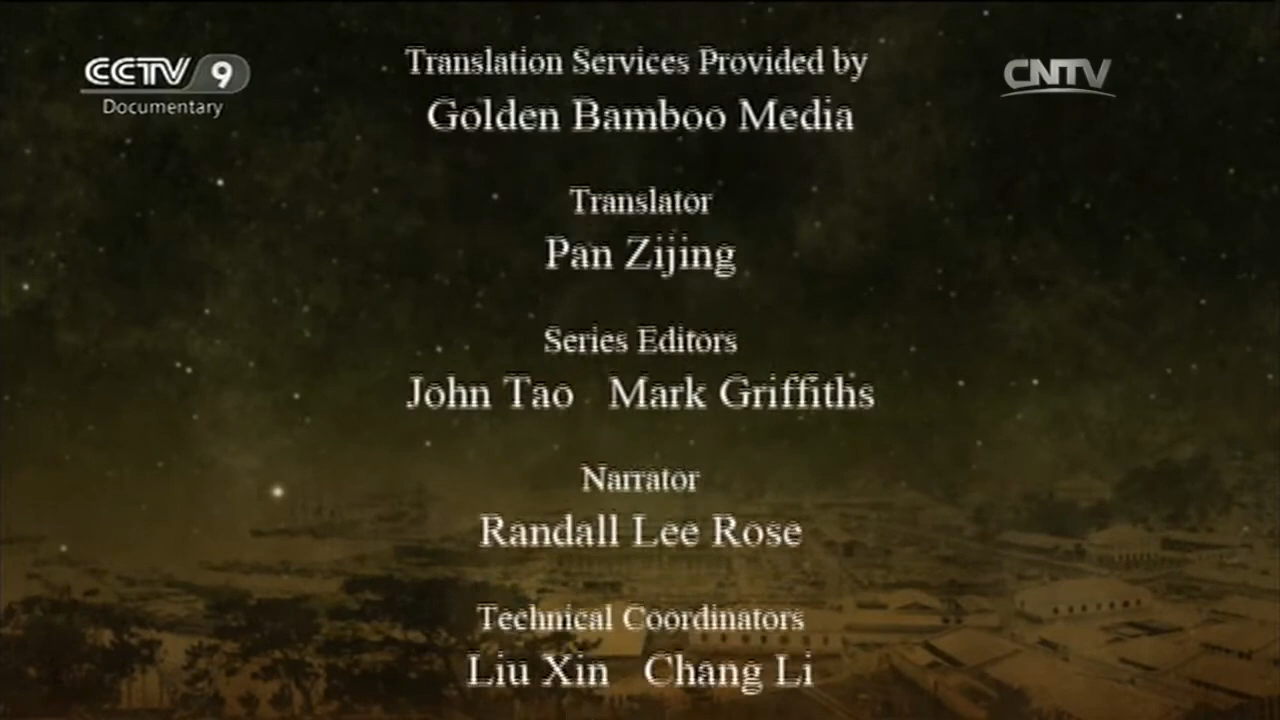 CCTV 9
Documentary
CNTV
Translation Services Provided by
Golden Bamboo Media
Translator
Pan Zijing
Series Editors
John Tao Mark Griffiths
Narrator
Randall Lee Rose
Technical Coordinators
Liu Xin Chang Li